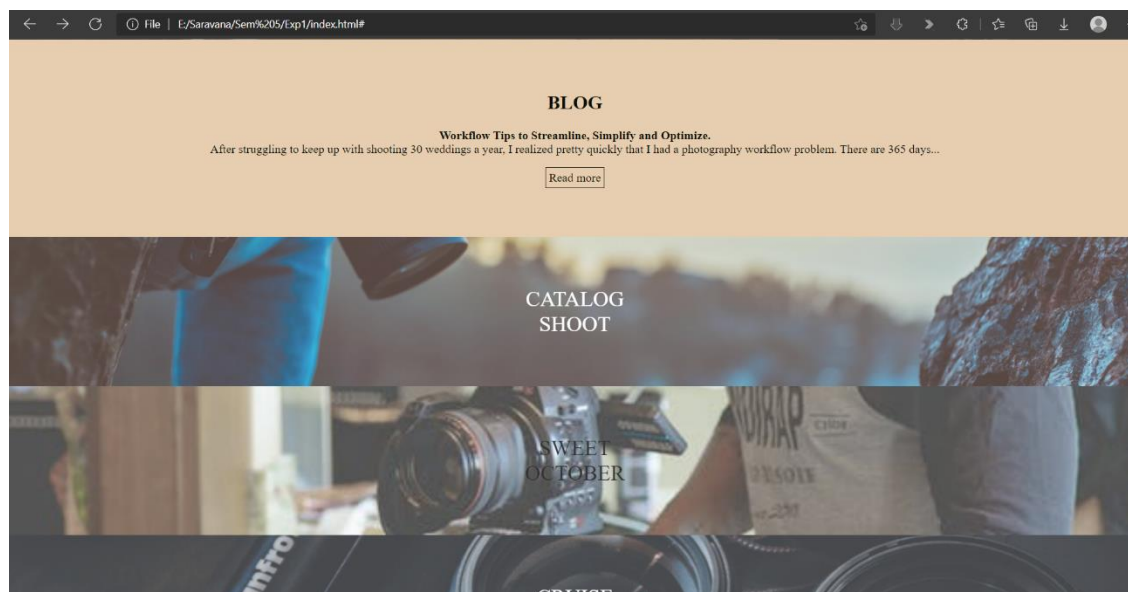 File | E:/Saravana/Sem%205/Exp1/index.html#
BLOG
Workflow Tips to Streamline, Simplify and Optimize.
After struggling to keep up with shooting 30 weddings a year, I realized pretty quickly that I had a photography workflow problem. There are 365 days...
Read more
CATALOG
SHOOT
SWEET
OCTOBER
CRUISE